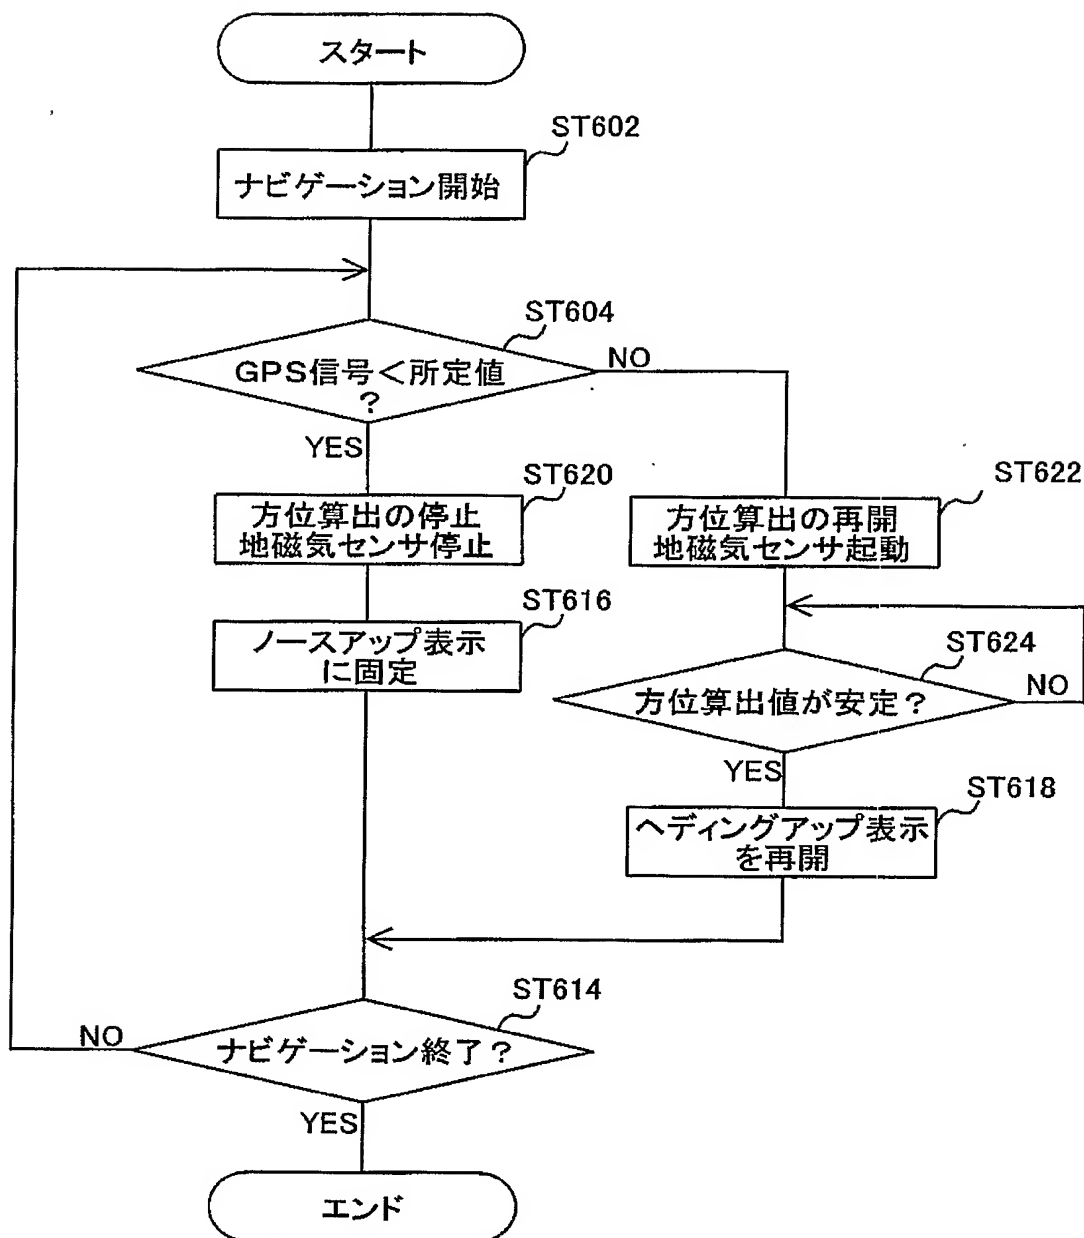 スタート
ST602
ナビゲーション開始
ST604
GPS信号<所定値
?
NO
YES
ST620
方位算出の停止
地磁気センサ停止
ST622
方位算出の再開
地磁気センサ起動
ST616
ノースアップ表示
に固定
ST624
方位算出値が安定?
NO
YES
ST618
ヘディングアップ表示
を再開
ST614
ナビゲーション終了?
NO
YES
エンド